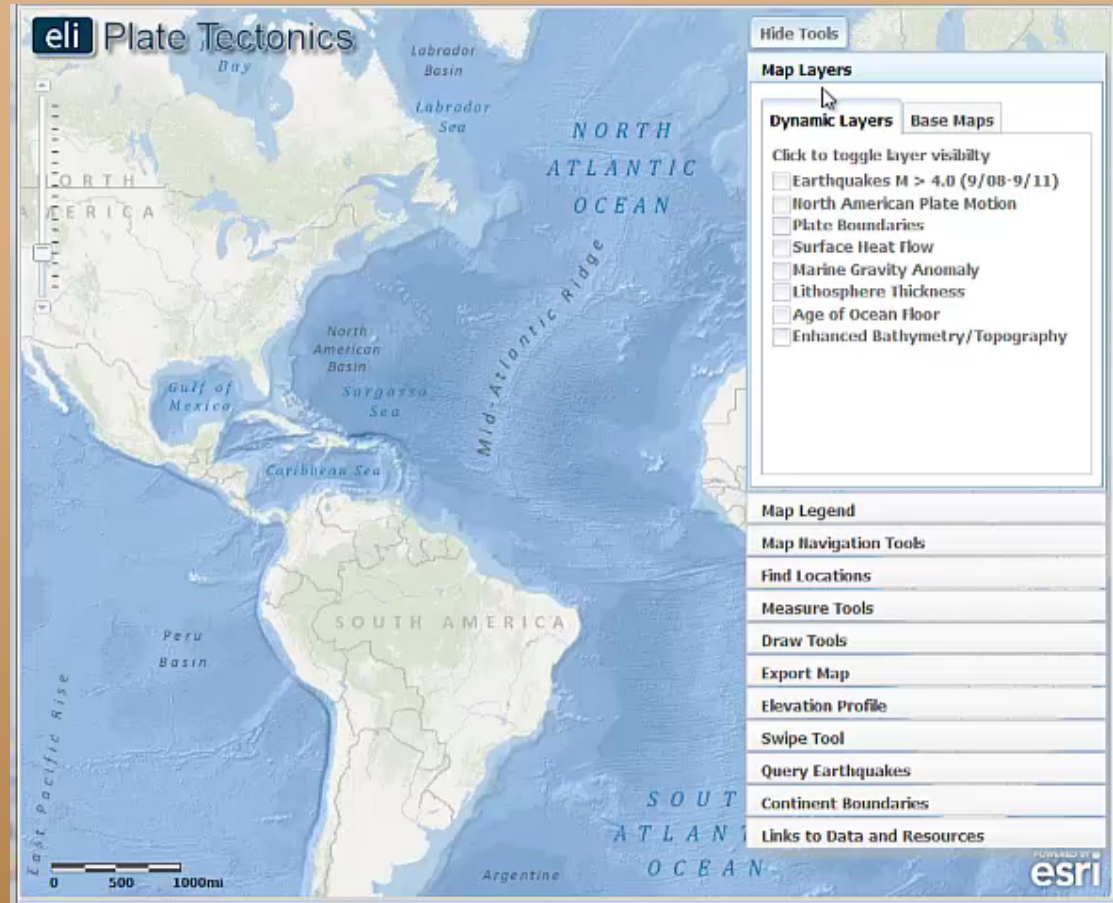 eli Plate Tectonics
Bay
Labrador
Basin
Labrador
Sea
NORTH
ATLANTIC
OCEAN
NORTH
AMERICA
Mid-Atlantic Ridge
North
American
Basin
Gulf of
Mexico
Sargasso
Sea
Caribbean Sea
SOUTH AMERICA
Peru
Basin
East Pacific Rise
SOUT
ATLANT
OCEAN
Argentine
0 500 1000mi
Hide Tools
Map Layers
Dynamic Layers Base Maps
Click to toggle layer visibilty
Earthquakes M > 4.0 (9/08-9/11)
North American Plate Motion
Plate Boundaries
Surface Heat Flow
Marine Gravity Anomaly
Lithosphere Thickness
Age of Ocean Floor
Enhanced Bathymetry/Topography
Map Legend
Map Navigation Tools
Find Locations
Measure Tools
Draw Tools
Export Map
Elevation Profile
Swipe Tool
Query Earthquakes
Continent Boundaries
Links to Data and Resources
POWERED BY
esri